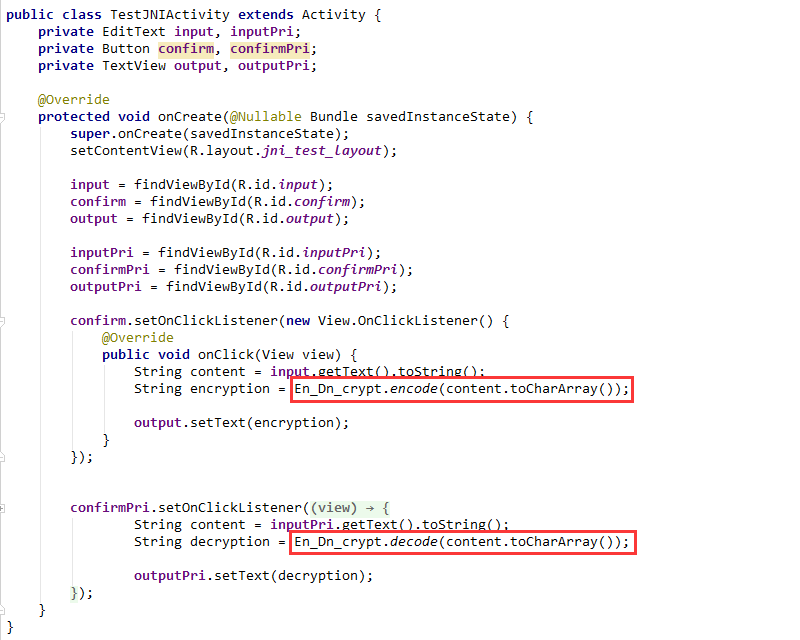 public class TestJNIActivity extends Activity {
    private EditText input, inputPri;
    private Button confirm, confirmPri;
    private TextView output, outputPri;

    @Override
    protected void onCreate(@Nullable Bundle savedInstanceState) {
        super.onCreate(savedInstanceState);
        setContentView(R.layout.jni_test_layout);

        input = findViewById(R.id.input);
        confirm = findViewById(R.id.confirm);
        output = findViewById(R.id.output);

        inputPri = findViewById(R.id.inputPri);
        confirmPri = findViewById(R.id.confirmPri);
        outputPri = findViewById(R.id.outputPri);

        confirm.setOnClickListener(new View.OnClickListener() {
            @Override
            public void onClick(View view) {
                String content = input.getText().toString();
                String encryption = En_Dn_crypt.encode(content.toCharArray());

                output.setText(encryption);
            }
        });


        confirmPri.setOnClickListener((view) → {
                String content = inputPri.getText().toString();
                String decryption = En_Dn_crypt.decode(content.toCharArray());

                outputPri.setText(decryption);
        });
    }
}